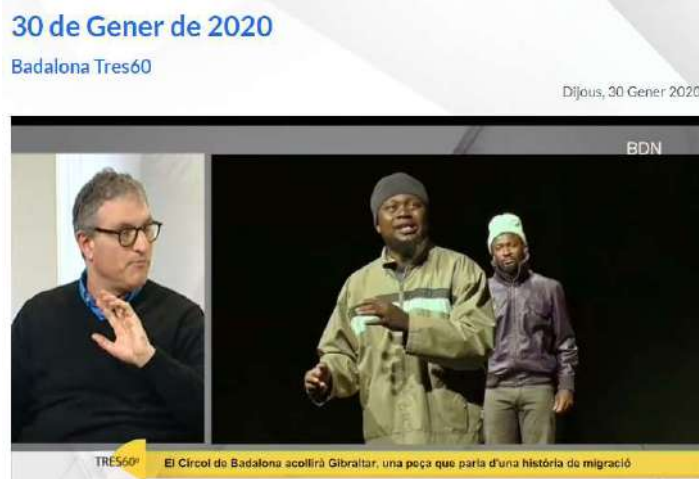 30 de Gener de 2020
Badalona Tres60
Dijous, 30 Gener 2020
BDN
TRES60º El Círcol de Badalona acollirà Gibraltar, una peça que parla d'una història de migració